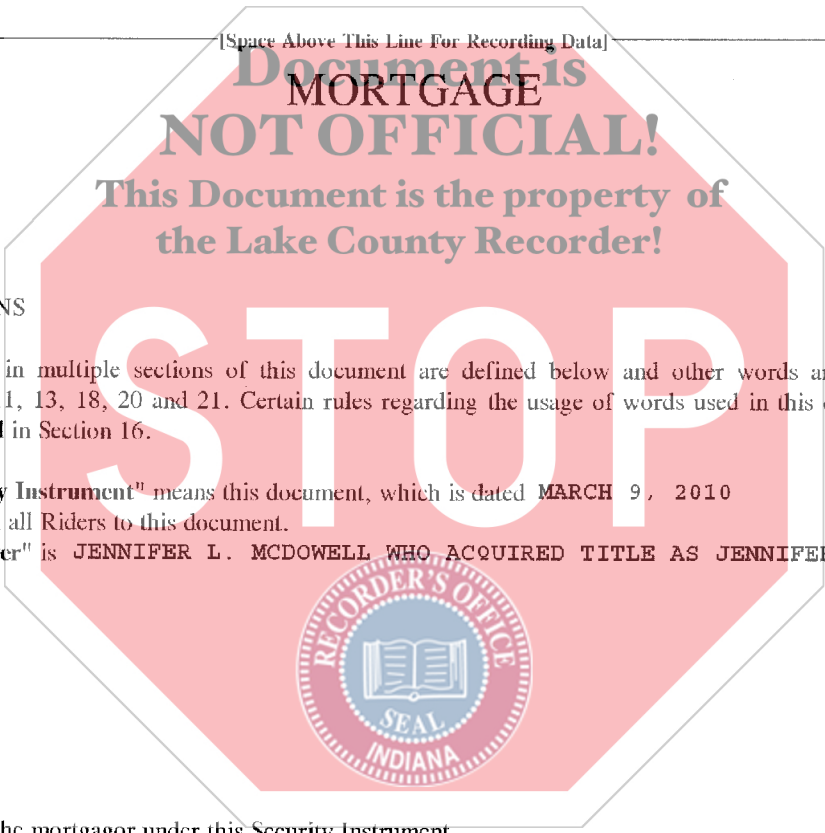 [Space Above This Line For Recording Data]
Document is
MORTGAGE
NOT OFFICIAL!
This Document is the property of
the Lake County Recorder!
NS
in multiple sections of this document are defined below and other words
1, 13, 18, 20 and 21. Certain rules regarding the usage of words used in this
in Section 16.
y Instrument" means this document, which is dated MARCH 9, 2010
all Riders to this document.
er" is JENNIFER L. MCDOWELL WHO ACQUIRED TITLE AS JENNIFER
STOP
RECORDER'S OFFICE
SEAL
INDIANA
he mortgagor under this Security Instrument.